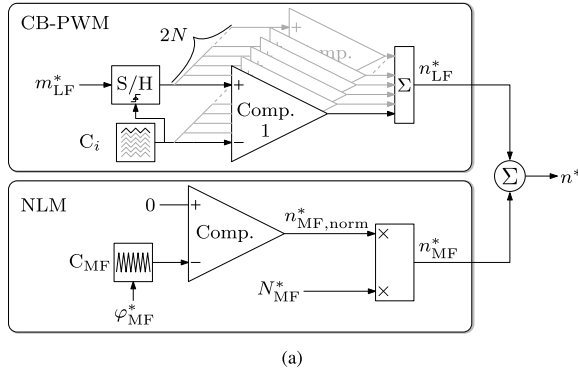 CB-PWM
2N
m*LF
S/H
+
Comp.
1
−
+
Comp.
Σ
n*LF
Ci
Σ
n*
NLM
0
+
Comp.
−
n*MF,norm
×
n*MF
CMF
N*MF
×
φ*MF
(a)